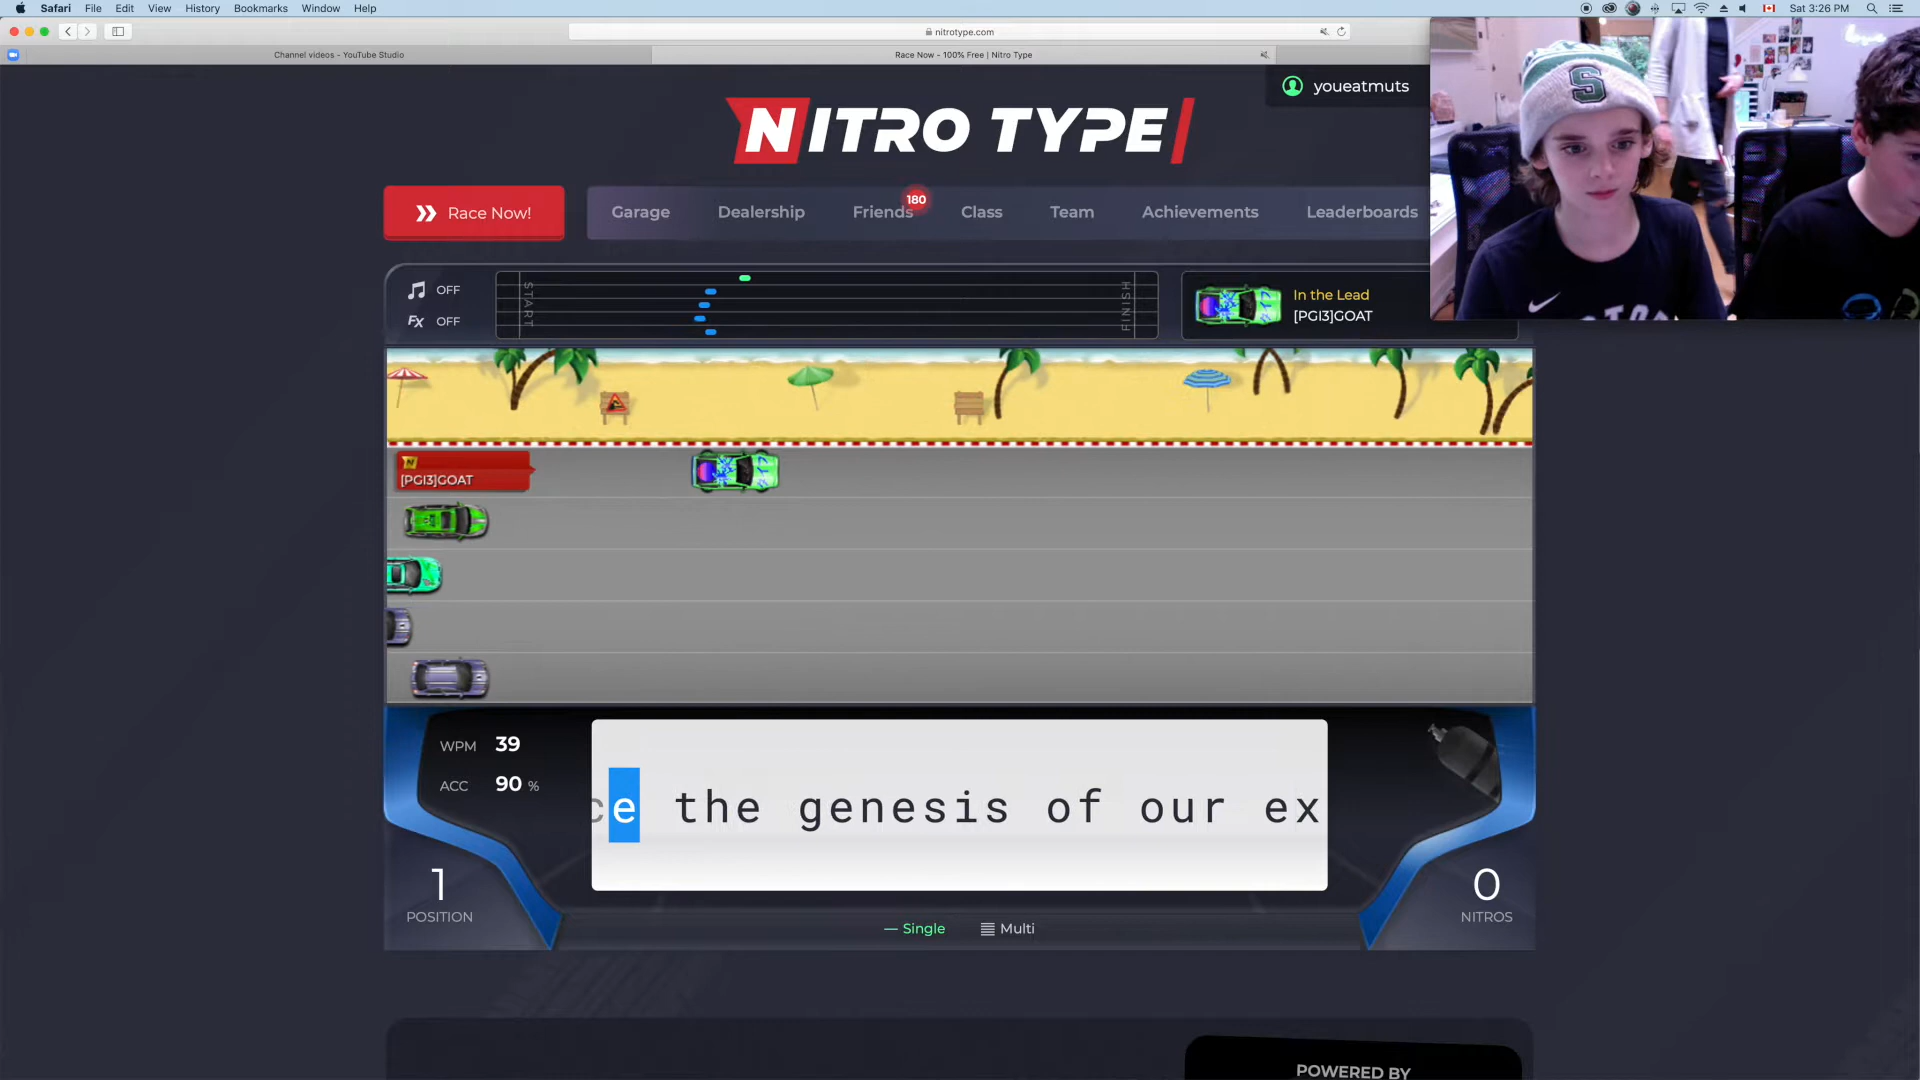 Safari File Edit View History Bookmarks Window Help Sat 3:26 PM
nitrotype.com
Channel videos - YouTube Studio Race Now - 100% Free | Nitro Type
youeatmuts
NITRO TYPE
180
Race Now! Garage Dealership Friends Class Team Achievements Leaderboards
S
OFF
START
FINISH
In the Lead
[PGI3]GOAT
FX OFF
N
[PGI3]GOAT
WPM 39
ACC 90 %
ce the genesis of our ex
1
POSITION
0
NITROS
Single Multi
POWERED BY